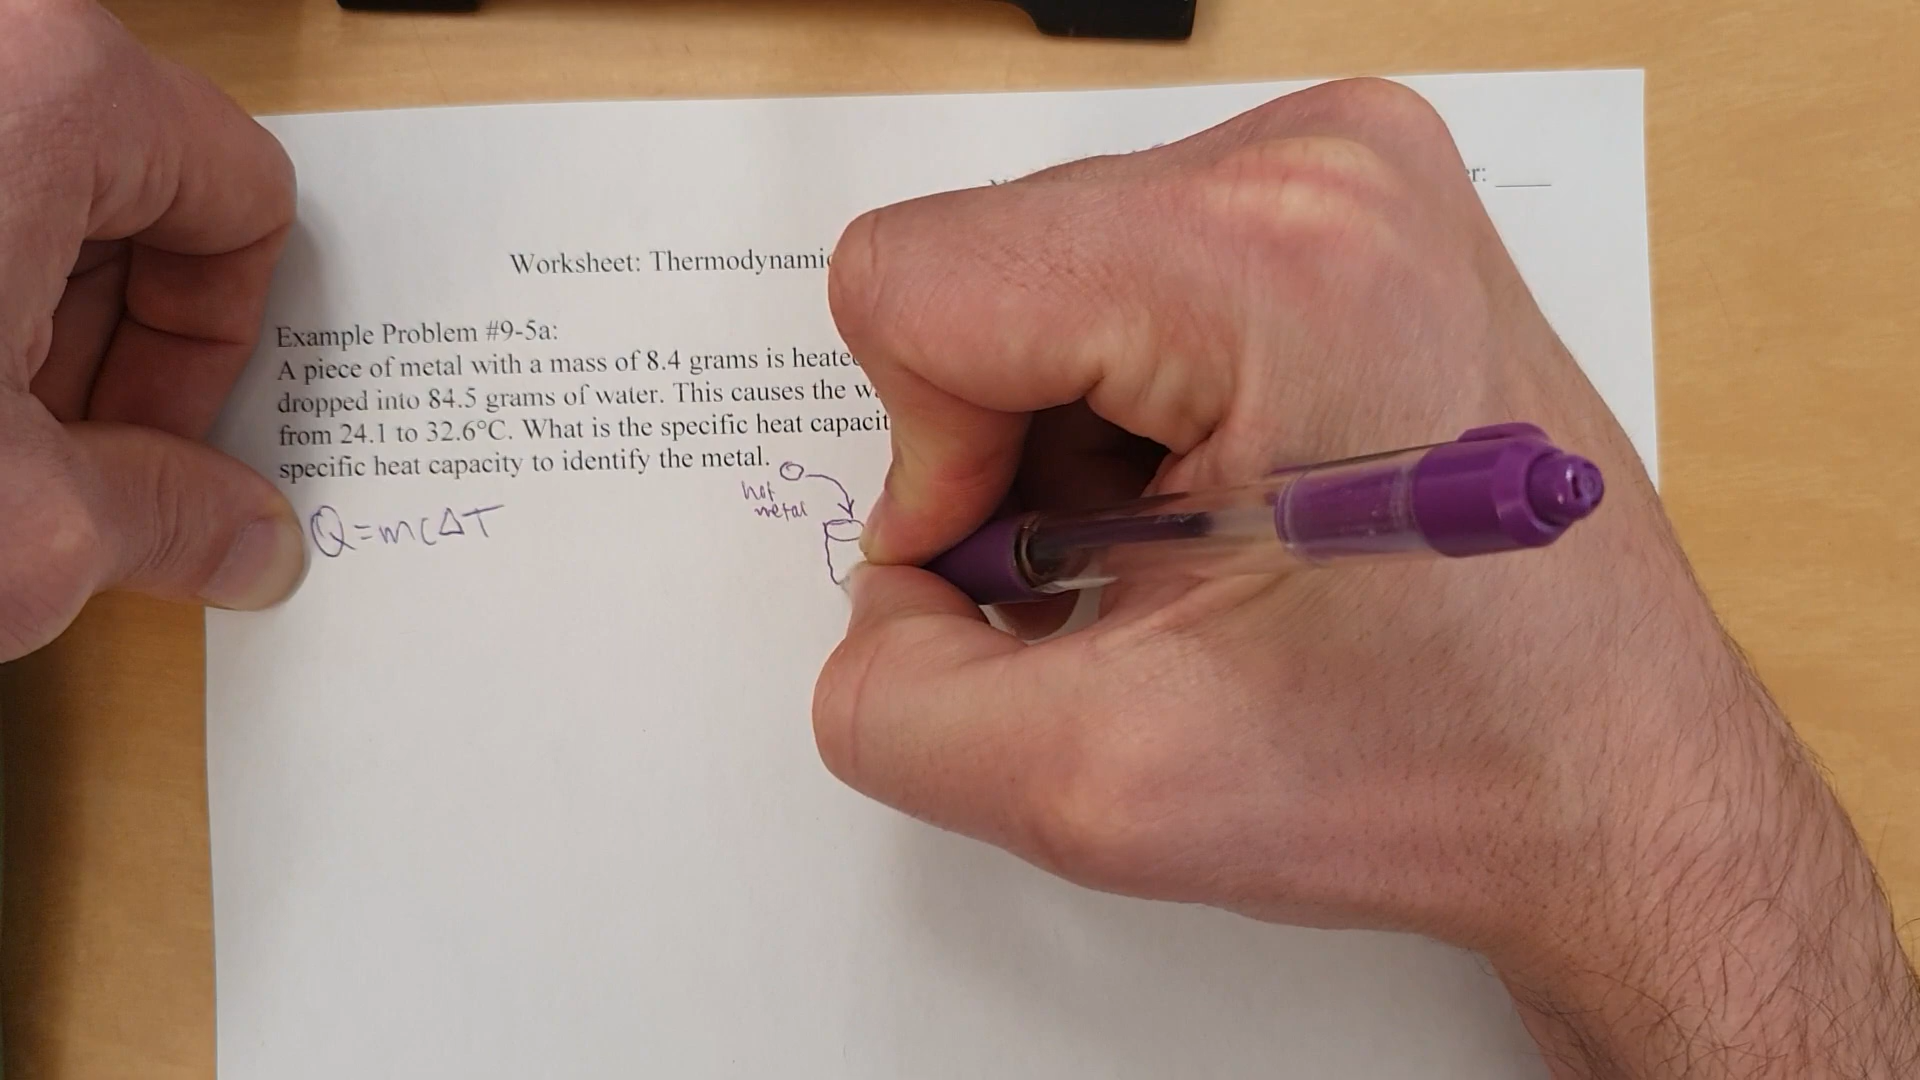 r: ____
Worksheet: Thermodynamic
Example Problem #9-5a:
A piece of metal with a mass of 8.4 grams is heated
dropped into 84.5 grams of water. This causes the w
from 24.1 to 32.6°C. What is the specific heat capacit
specific heat capacity to identify the metal.
hot
metal
Q=mcΔT